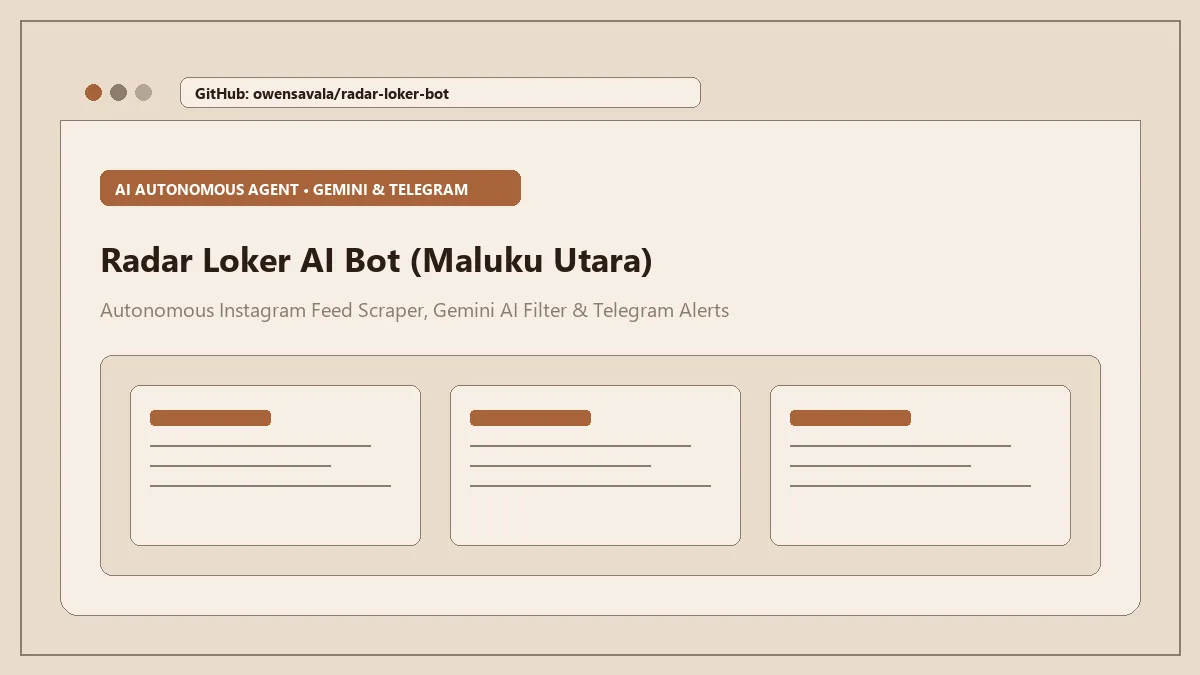 GitHub: owensavala/radar-loker-bot
AI AUTONOMOUS AGENT • GEMINI & TELEGRAM
Radar Loker AI Bot (Maluku Utara)
Autonomous Instagram Feed Scraper, Gemini AI Filter & Telegram Alerts